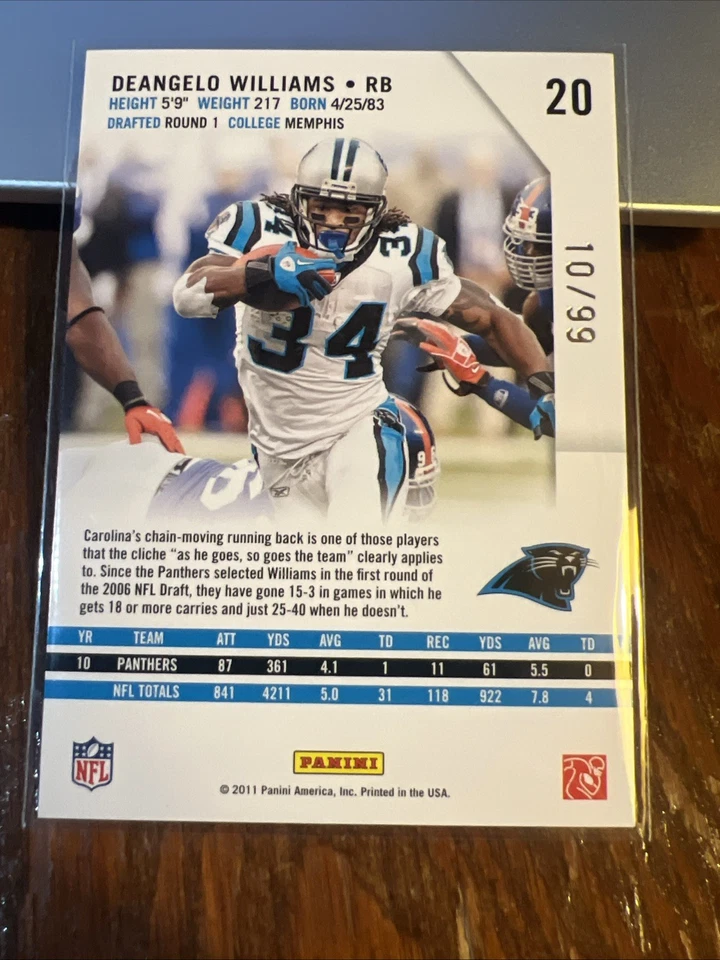 DEANGELO WILLIAMS • RB
HEIGHT 5'9" WEIGHT 217 BORN 4/25/83
DRAFTED ROUND 1 COLLEGE MEMPHIS
20
10/99
34
34
34
Carolina's chain-moving running back is one of those players
that the cliche "as he goes, so goes the team" clearly applies
to. Since the Panthers selected Williams in the first round of
the 2006 NFL Draft, they have gone 15-3 in games in which he
gets 18 or more carries and just 25-40 when he doesn't.
YR TEAM ATT YDS AVG TD REC YDS AVG TD
10 PANTHERS 87 361 4.1 1 11 61 5.5 0
NFL TOTALS 841 4211 5.0 31 118 922 7.8 4
NFL
PANINI
© 2011 Panini America, Inc. Printed in the USA.